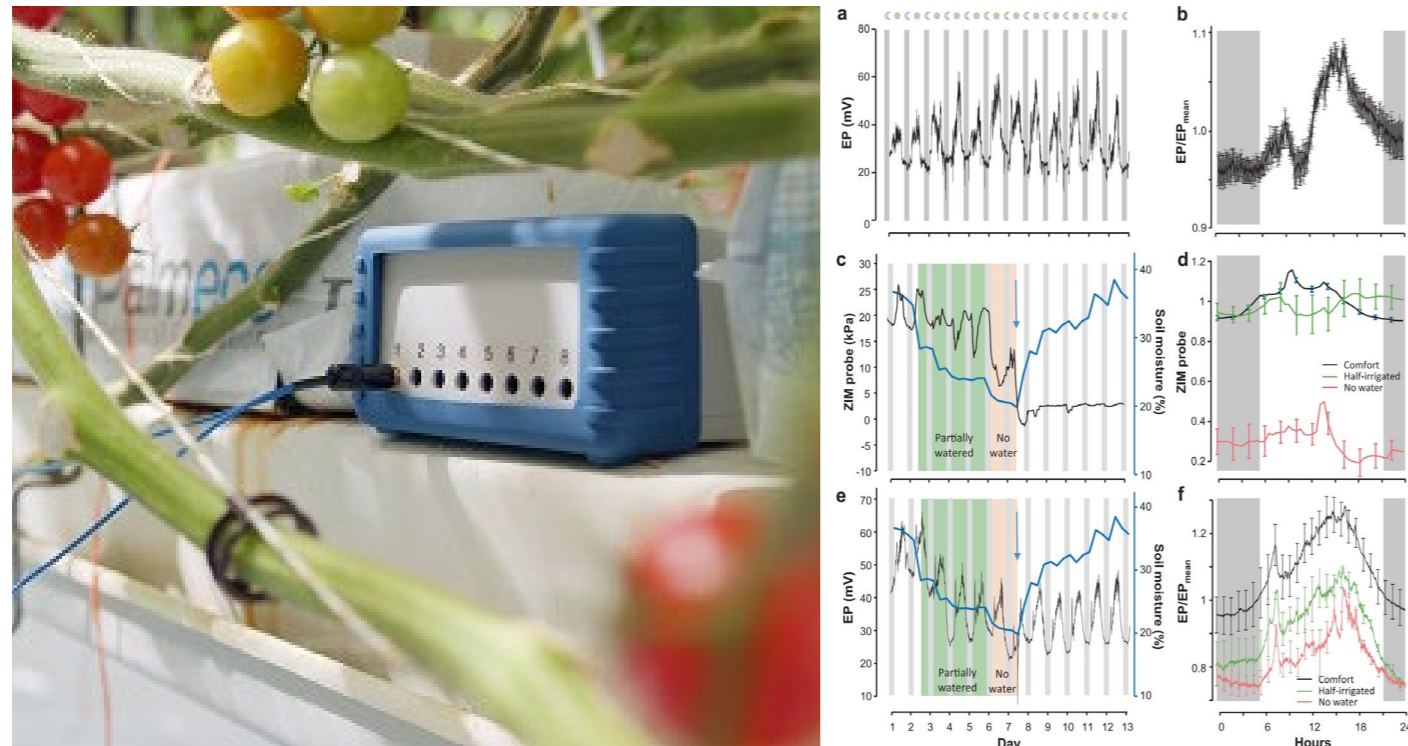 1 2 3 4 5 6 7 8
a
80
60
40
20
0
EP (mV)
b
1.1
1.0
0.9
EP/EPmean
c
30
25
20
15
10
5
0
-5
-10
ZIM probe (kPa)
Partially
watered
No
water
40
30
20
10
Soil moisture (%)
d
1.2
1
0.8
0.6
0.4
0.2
ZIM probe
Comfort
Half-irrigated
No water
e
70
60
50
40
30
20
10
EP (mV)
Partially
watered
No
water
40
30
20
10
Soil moisture (%)
1 2 3 4 5 6 7 8 9 10 11 12 13
Day
f
1.2
1
0.8
EP/EPmean
Comfort
Half-irrigated
No water
0 6 12 18 24
Hours